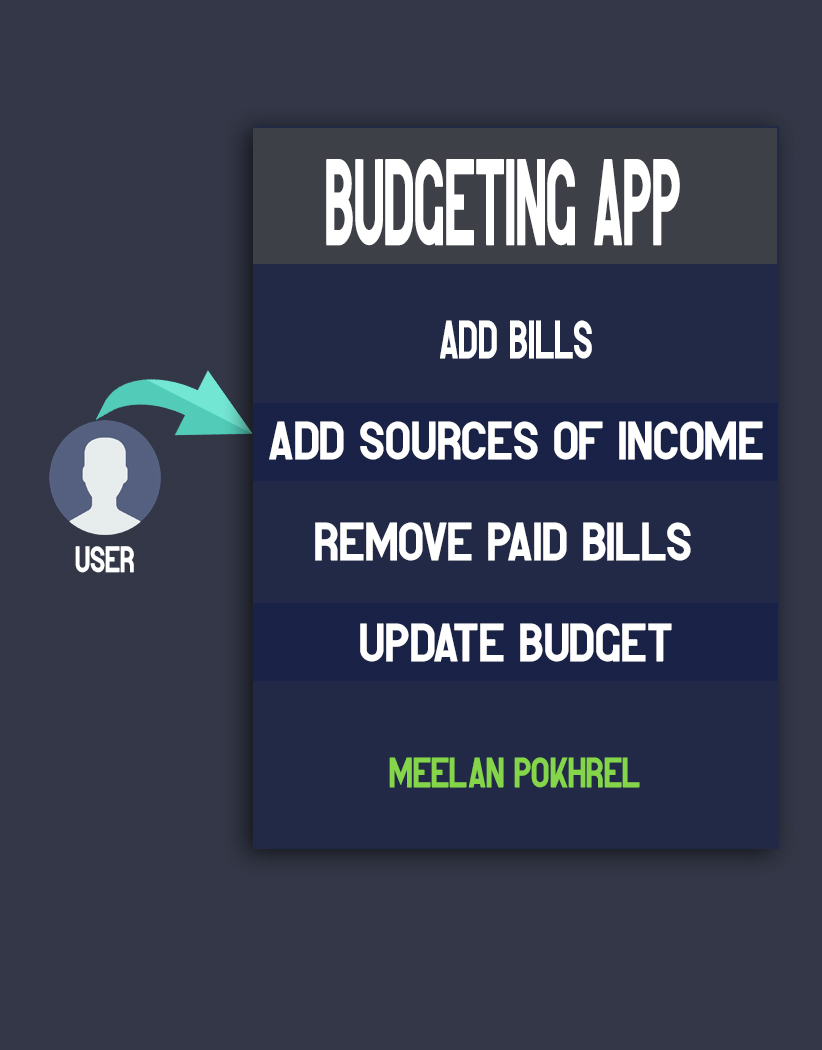 BUDGETING APP
ADD BILLS
ADD SOURCES OF INCOME
REMOVE PAID BILLS
USER
UPDATE BUDGET
MEELAN POKHREL